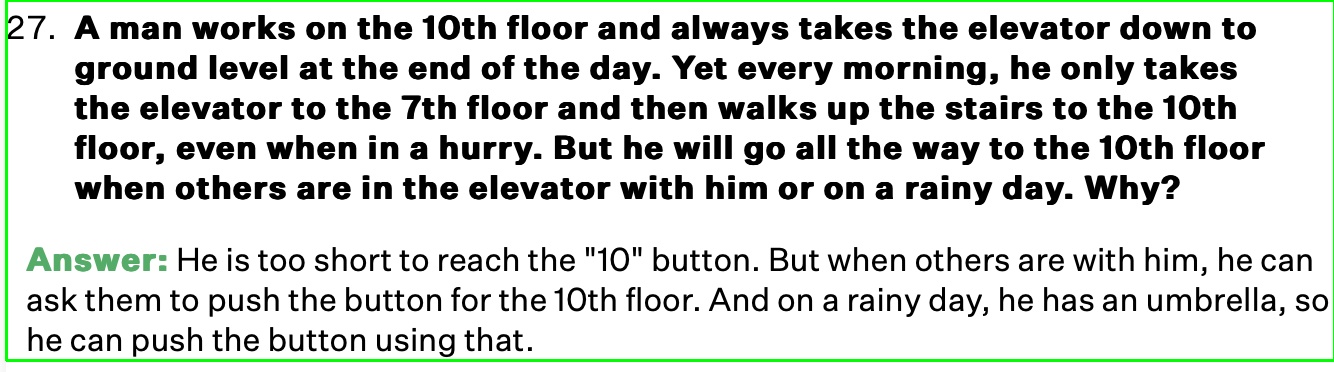 27. A man works on the 10th floor and always takes the elevator down to
ground level at the end of the day. Yet every morning, he only takes
the elevator to the 7th floor and then walks up the stairs to the 10th
floor, even when in a hurry. But he will go all the way to the 10th floor
when others are in the elevator with him or on a rainy day. Why?
Answer: He is too short to reach the "10" button. But when others are with him, he can
ask them to push the button for the 10th floor. And on a rainy day, he has an umbrella, so
he can push the button using that.